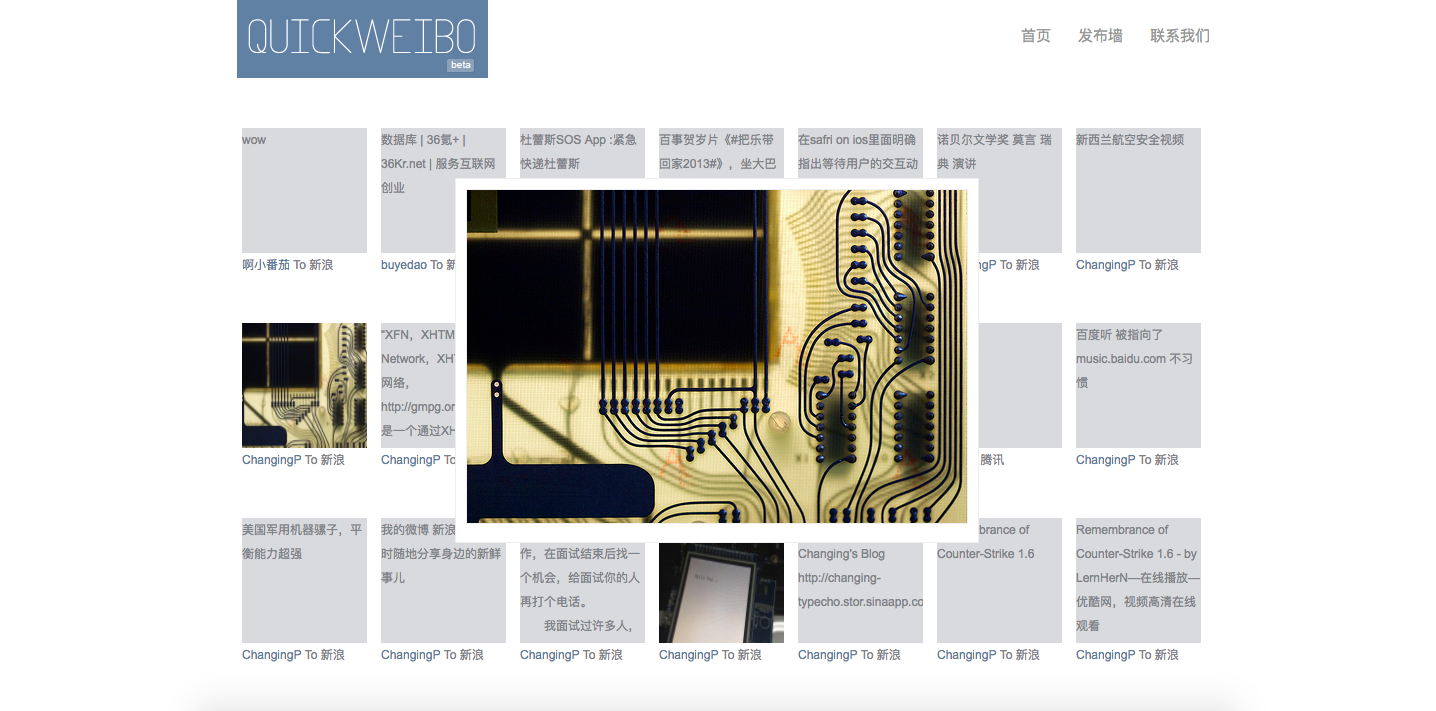 QUICKWEIBO
beta
首页 发布墙 联系我们
wow
数据库 | 36氪+ |
36Kr.net | 服务互联网
创业
杜蕾斯SOS App :紧急
快递杜蕾斯
百事贺岁片《#把乐带
回家2013#》，坐大巴
在safri on ios里面明确
指出等待用户的交互动
诺贝尔文学奖 莫言 瑞
典 演讲
新西兰航空安全视频
啊小番茄 To 新浪
buyedao To 新
gP To 新浪
ChangingP To 新浪
"XFN，XHTM
Network，XHT
网络，
http://gmpg.or
是一个通过XH
百度听 被指向了
music.baidu.com 不习
惯
ChangingP To 新浪
ChangingP To
腾讯
ChangingP To 新浪
美国军用机器骡子，平
衡能力超强
我的微博 新浪
时随地分享身边的新鲜
事儿
作，在面试结束后找一
个机会，给面试你的人
再打个电话。
我面试过许多人，
Changing's Blog
http://changing-
typecho.stor.sinaapp.co
brance of
Counter-Strike 1.6
Remembrance of
Counter-Strike 1.6 - by
LernHerN—在线播放—
优酷网，视频高清在线
观看
ChangingP To 新浪
ChangingP To 新浪
ChangingP To 新浪
ChangingP To 新浪
ChangingP To 新浪
ChangingP To 新浪
ChangingP To 新浪